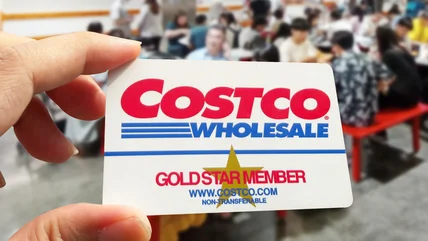 COSTCO
WHOLESALE
GOLD STAR MEMBER
WWW.COSTCO.COM
NON-TRANSFERABLE